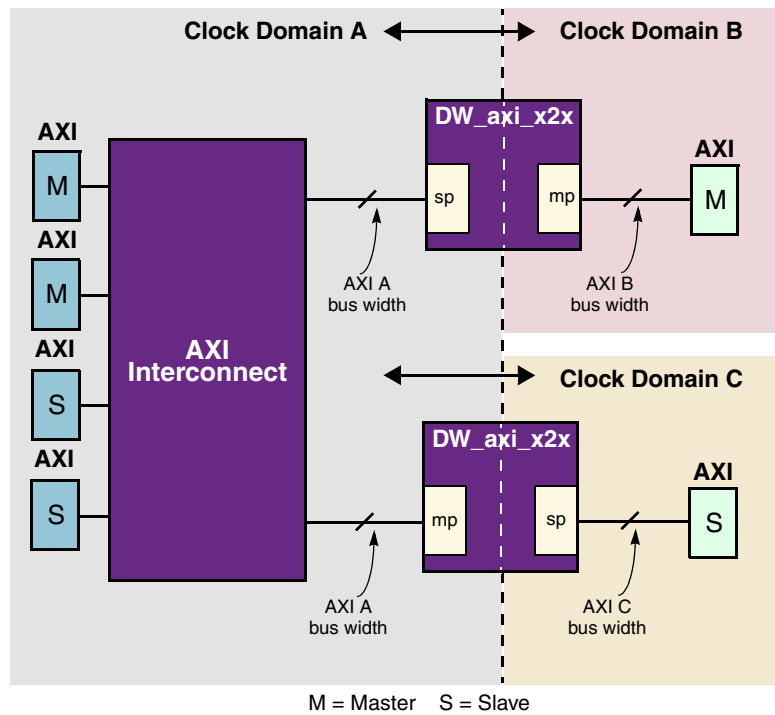 Clock Domain A
Clock Domain B
DW_axi_x2x
AXI
M
sp
mp
AXI
M
AXI A
bus width
AXI B
bus width
AXI
M
AXI
Interconnect
AXI
S
Clock Domain C
DW_axi_x2x
AXI
S
mp
sp
AXI
S
AXI A
bus width
AXI C
bus width
M = Master S = Slave